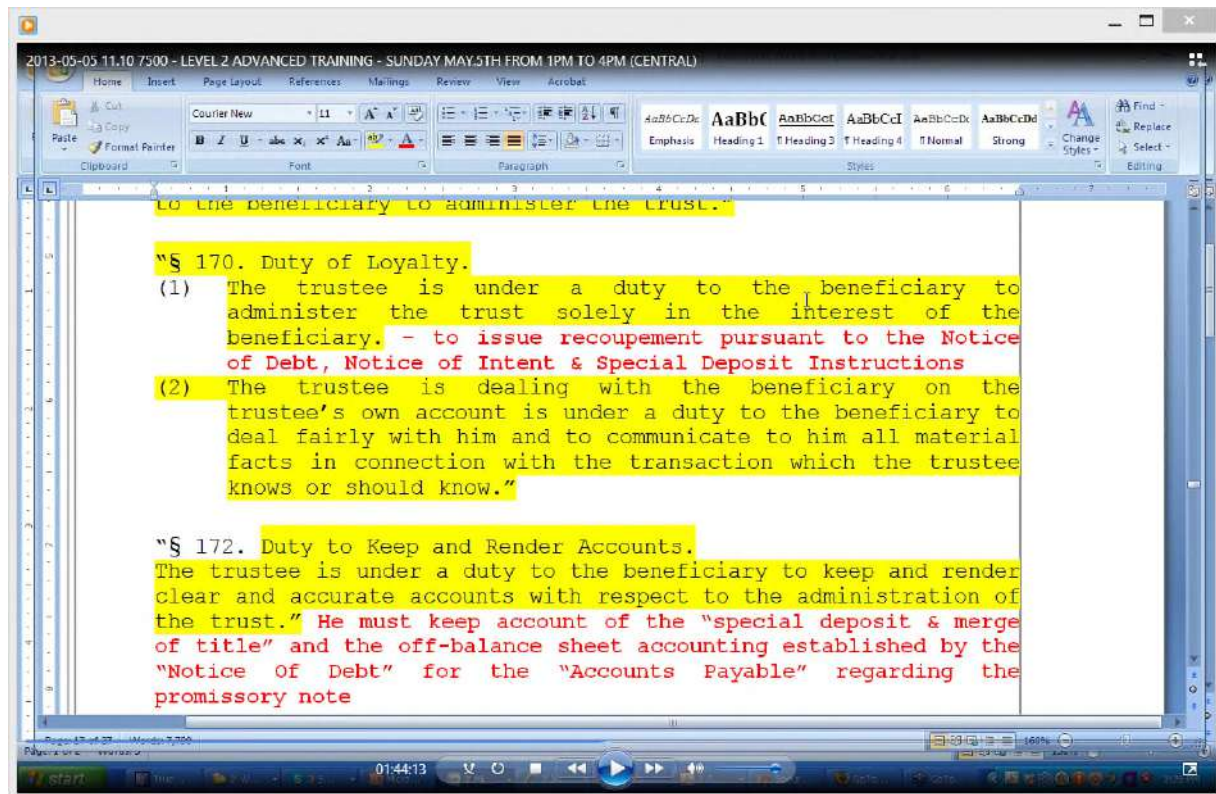 2013-05-05 11.10 7500 - LEVEL 2 ADVANCED TRAINING - SUNDAY MAY.5TH FROM 1PM TO 4PM (CENTRAL)
Home Insert Page Layout References Mailings Review View Acrobat
Cut
Copy
Paste
Format Painter
Courier New 11
AaBbCcDc AaBb( AaBbCcI AaBbCcI AaBbCcDc AaBbCcDd
Emphasis Heading 1 ¶ Heading 3 ¶ Heading 4 ¶ Normal Strong
Change Styles
Find
Replace
Select
Clipboard Font Paragraph Styles Editing
to the beneficiary to administer the trust."
"§ 170. Duty of Loyalty.
(1) The trustee is under a duty to the beneficiary to
administer the trust solely in the interest of the
beneficiary. – to issue recoupement pursuant to the Notice
of Debt, Notice of Intent & Special Deposit Instructions
(2) The trustee is dealing with the beneficiary on the
trustee's own account is under a duty to the beneficiary to
deal fairly with him and to communicate to him all material
facts in connection with the transaction which the trustee
knows or should know."
"§ 172. Duty to Keep and Render Accounts.
The trustee is under a duty to the beneficiary to keep and render
clear and accurate accounts with respect to the administration of
the trust." He must keep account of the "special deposit & merge
of title" and the off-balance sheet accounting established by the
"Notice Of Debt" for the "Accounts Payable" regarding the
promissory note
160%
start
01:44:13